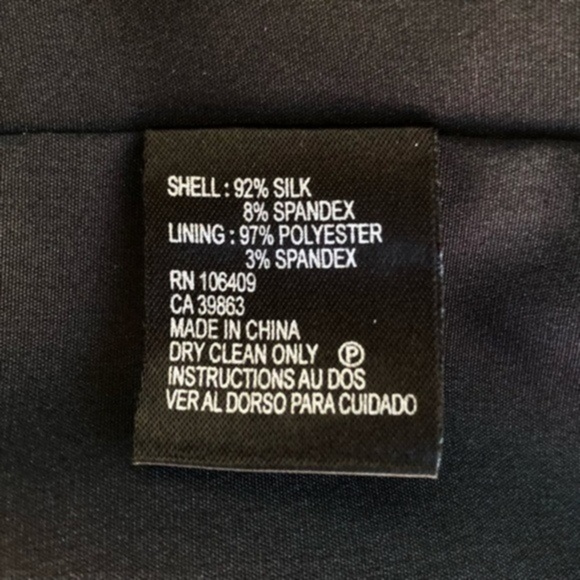 SHELL : 92% SILK
8% SPANDEX
LINING : 97% POLYESTER
3% SPANDEX
RN 106409
CA 39863
MADE IN CHINA
DRY CLEAN ONLY Ⓟ
INSTRUCTIONS AU DOS
VER AL DORSO PARA CUIDADO